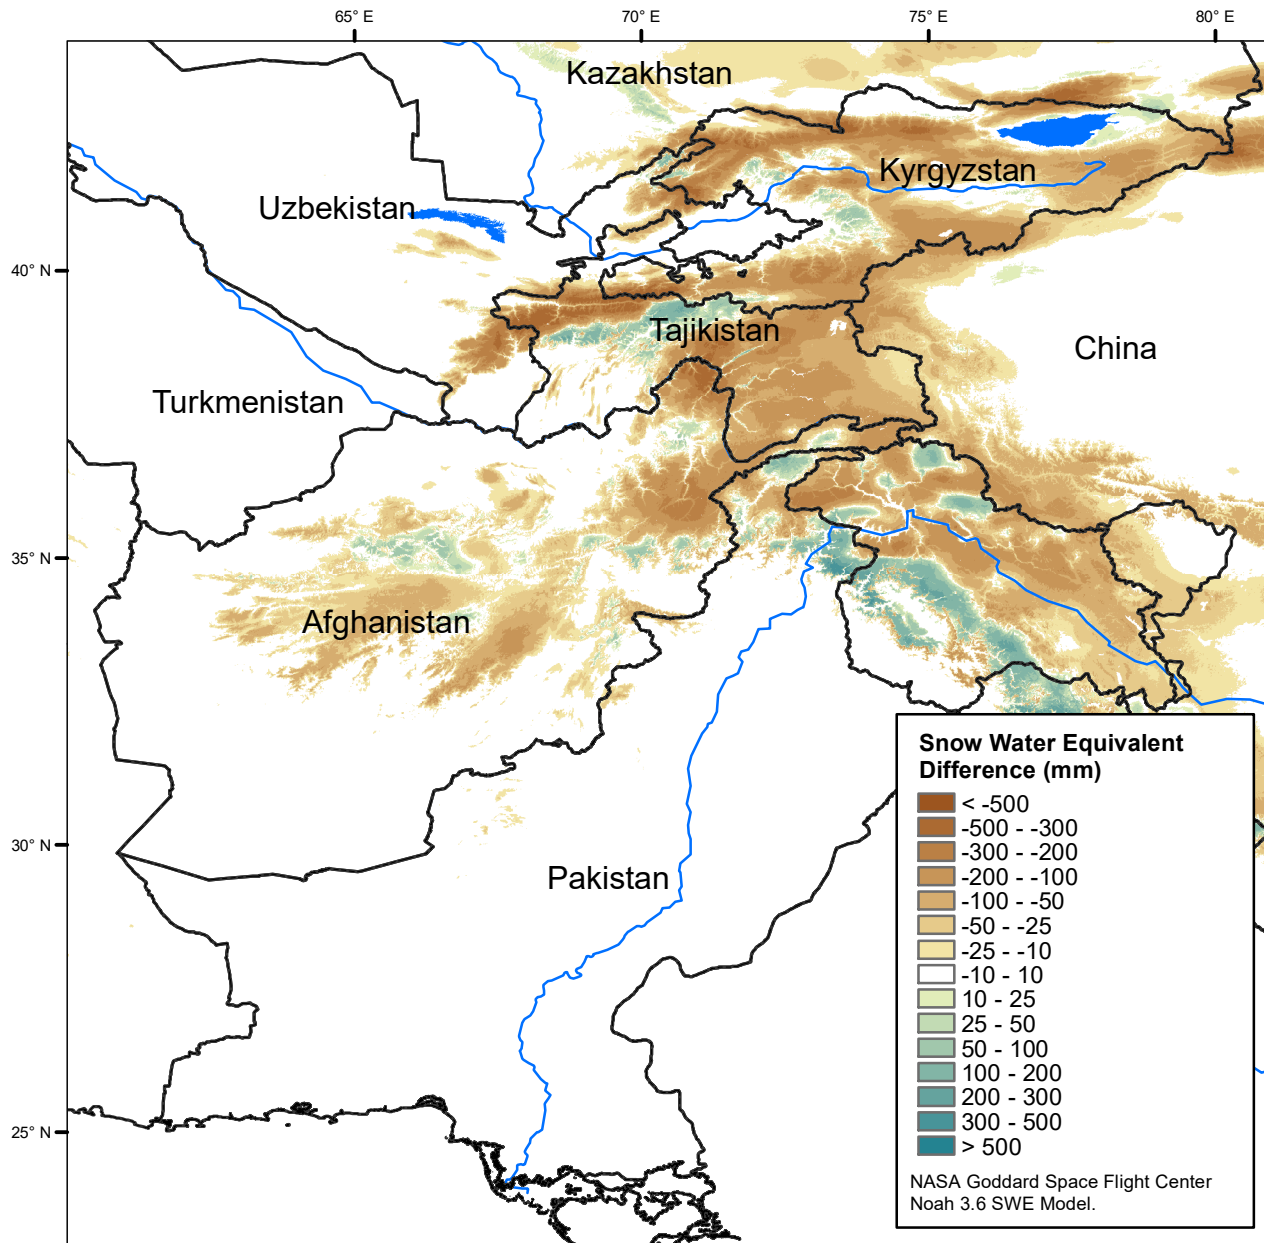 65° E
70° E
75° E
80° E
Kazakhstan
Kyrgyzstan
Uzbekistan
40° N
Tajikistan
China
Turkmenistan
35° N
Afghanistan
Snow Water Equivalent
Difference (mm)
< -500
-500 - -300
-300 - -200
-200 - -100
-100 - -50
-50 - -25
-25 - -10
-10 - 10
10 - 25
25 - 50
50 - 100
100 - 200
200 - 300
300 - 500
> 500
30° N
Pakistan
25° N
NASA Goddard Space Flight Center
Noah 3.6 SWE Model.